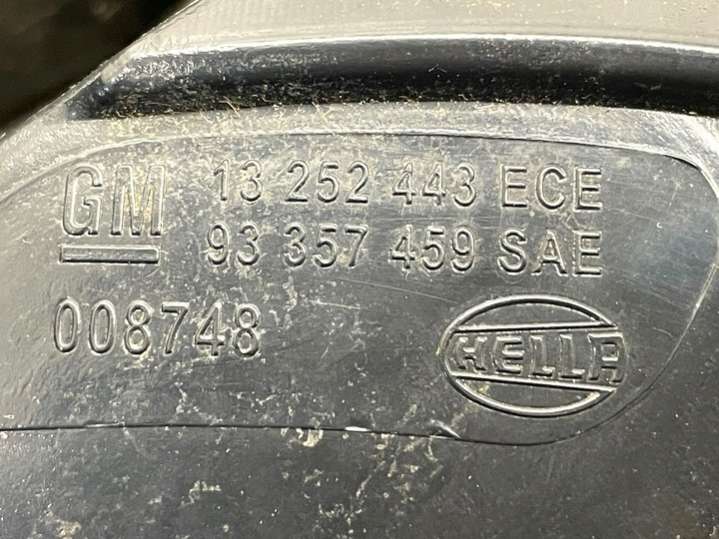 GM 13 252 443 ECE
93 357 459 SAE
008748
HELLA